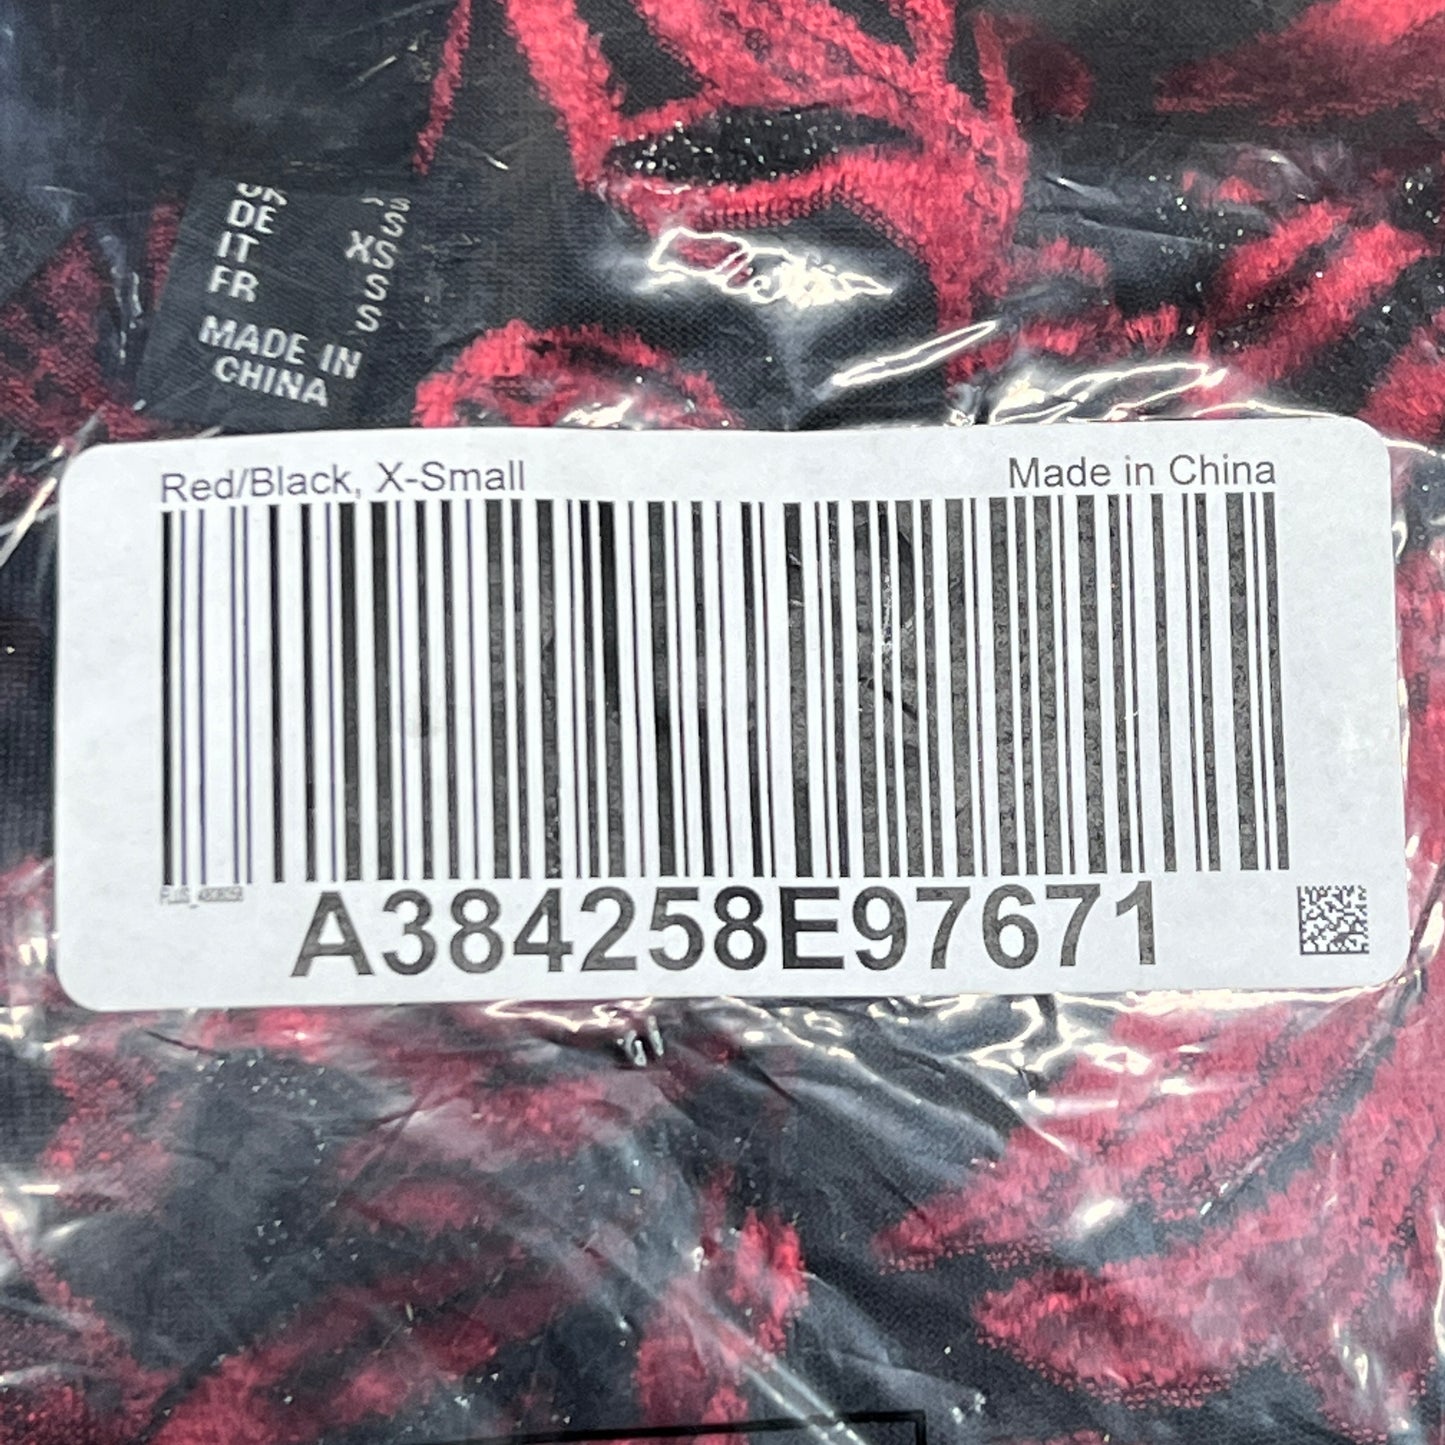 DE S
IT XS
FR S
S
MADE IN
CHINA
Red/Black, X-Small
Made in China
A384258E97671